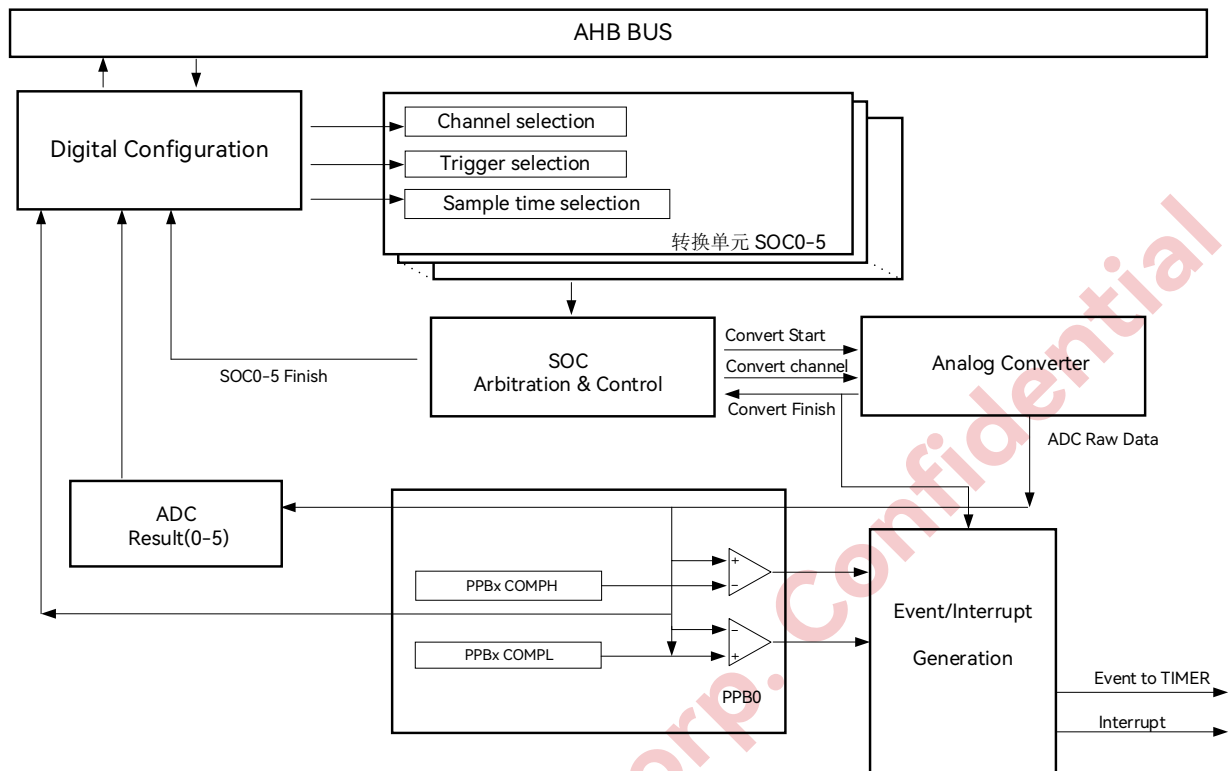 AHB BUS
Digital Configuration
Channel selection
Trigger selection
Sample time selection
转换单元 SOC0-5
SOC
Arbitration & Control
SOC0-5 Finish
Convert Start
Convert channel
Convert Finish
Analog Converter
ADC Raw Data
ADC
Result(0-5)
PPBx COMPH
PPBx COMPL
PPB0
Event/Interrupt
Generation
Event to TIMER
Interrupt
orp. Confidential